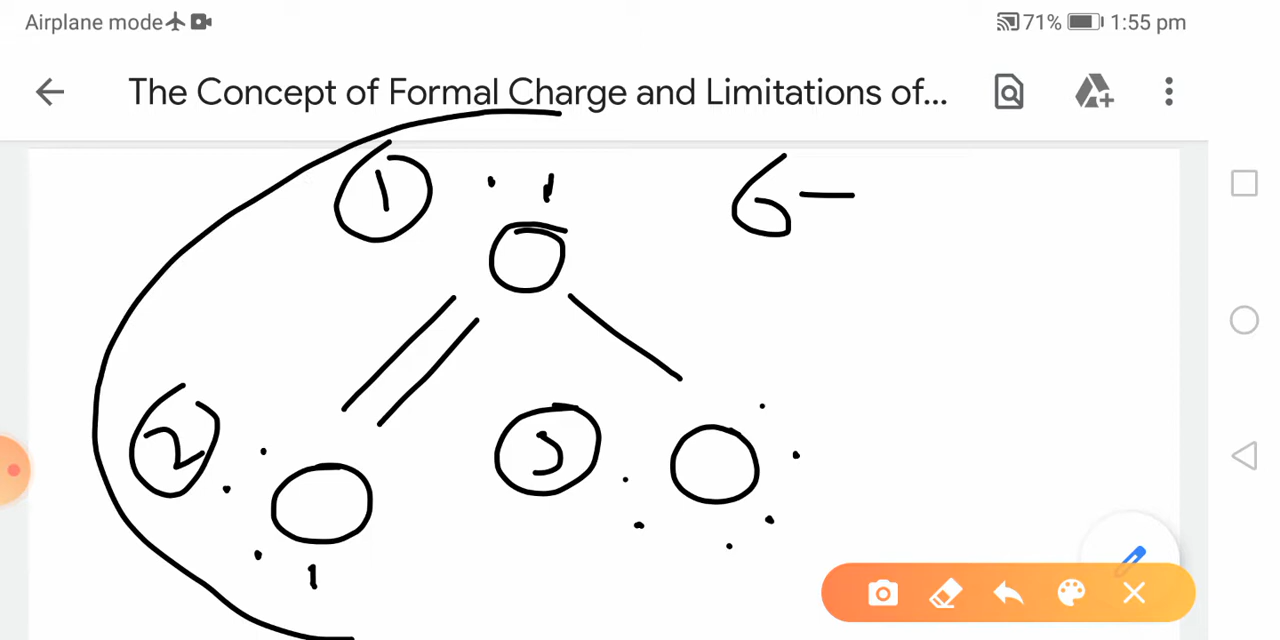 Airplane mode 71% 1:55 pm
The Concept of Formal Charge and Limitations of...
1
6 —
O
2
O
3
O